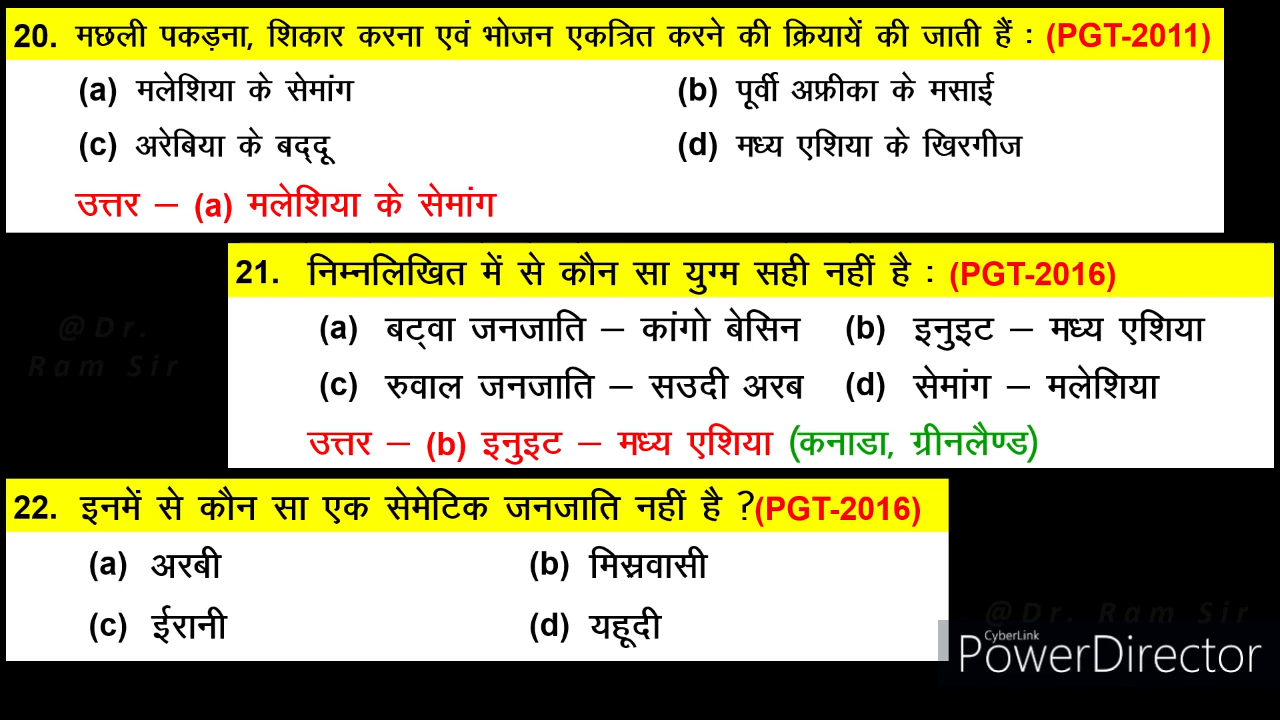 20. मछली पकड़ना, शिकार करना एवं भोजन एकत्रित करने की क्रियायें की जाती हैं : (PGT-2011)
(a) मलेशिया के सेमांग (b) पूर्वी अफ्रीका के मसाई
(c) अरेबिया के बद्दू (d) मध्य एशिया के खिरगीज
उत्तर – (a) मलेशिया के सेमांग
21. निम्नलिखित में से कौन सा युग्म सही नहीं है : (PGT-2016)
(a) बट्वा जनजाति – कांगो बेसिन (b) इनुइट – मध्य एशिया
(c) रुवाल जनजाति – सउदी अरब (d) सेमांग – मलेशिया
उत्तर – (b) इनुइट – मध्य एशिया (कनाडा, ग्रीनलैण्ड)
@Dr.
Ram Sir
22. इनमें से कौन सा एक सेमेटिक जनजाति नहीं है ?(PGT-2016)
(a) अरबी (b) मिस्रवासी
(c) ईरानी (d) यहूदी
@Dr. Ram Sir
CyberLink
PowerDirector